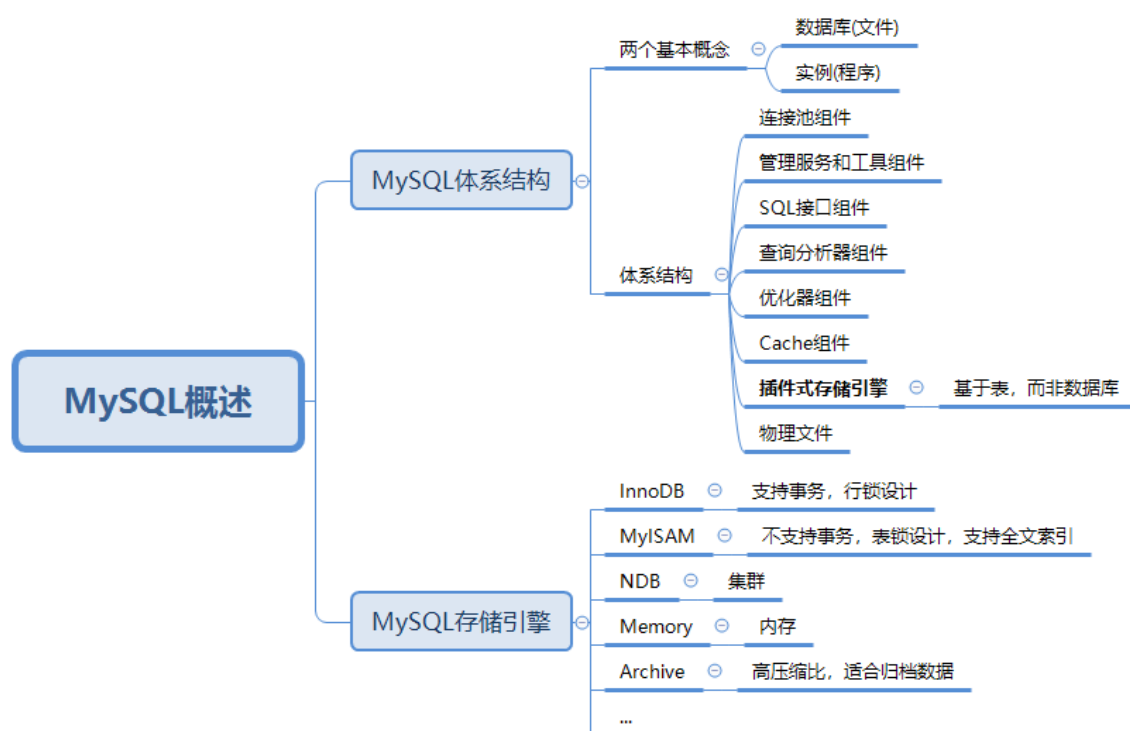 MySQL概述
MySQL体系结构
两个基本概念
数据库(文件)
实例(程序)
体系结构
连接池组件
管理服务和工具组件
SQL接口组件
查询分析器组件
优化器组件
Cache组件
插件式存储引擎
基于表，而非数据库
物理文件
MySQL存储引擎
InnoDB
支持事务，行锁设计
MyISAM
不支持事务，表锁设计，支持全文索引
NDB
集群
Memory
内存
Archive
高压缩比，适合归档数据
...